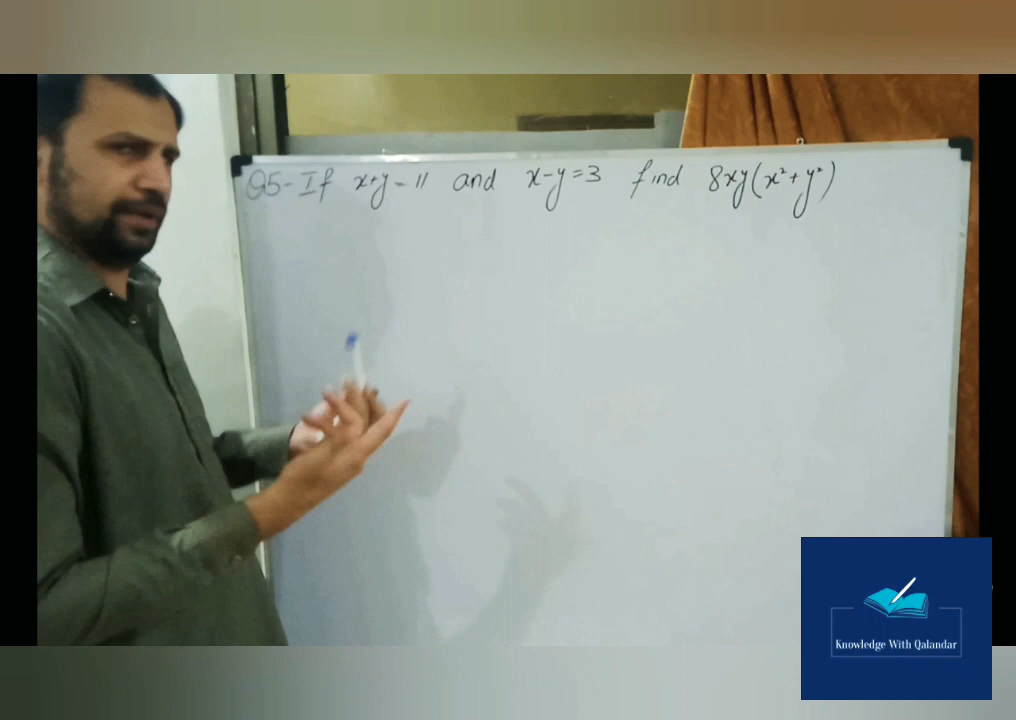 Q5- If x+y = 11 and x-y=3 find 8xy(x²+y²)
Knowledge With Qalandar